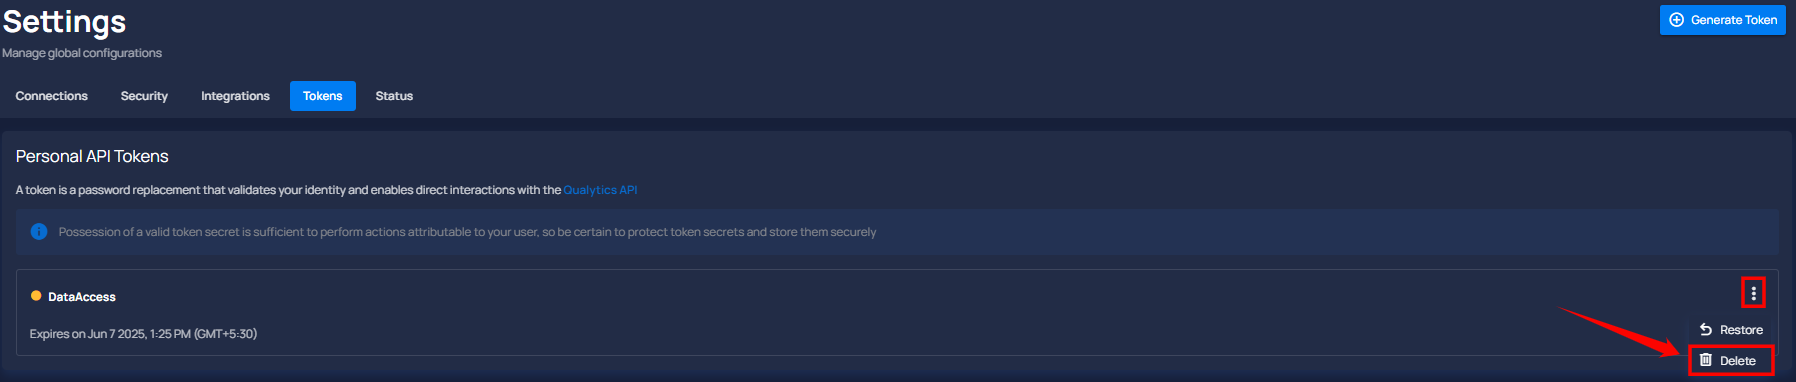 Settings
Generate Token
Manage global configurations
Connections Security Integrations Tokens Status
Personal API Tokens
A token is a password replacement that validates your identity and enables direct interactions with the Qualytics API
Possession of a valid token secret is sufficient to perform actions attributable to your user, so be certain to protect token secrets and store them securely
DataAccess
Expires on Jun 7 2025, 1:25 PM (GMT+5:30)
Restore
Delete